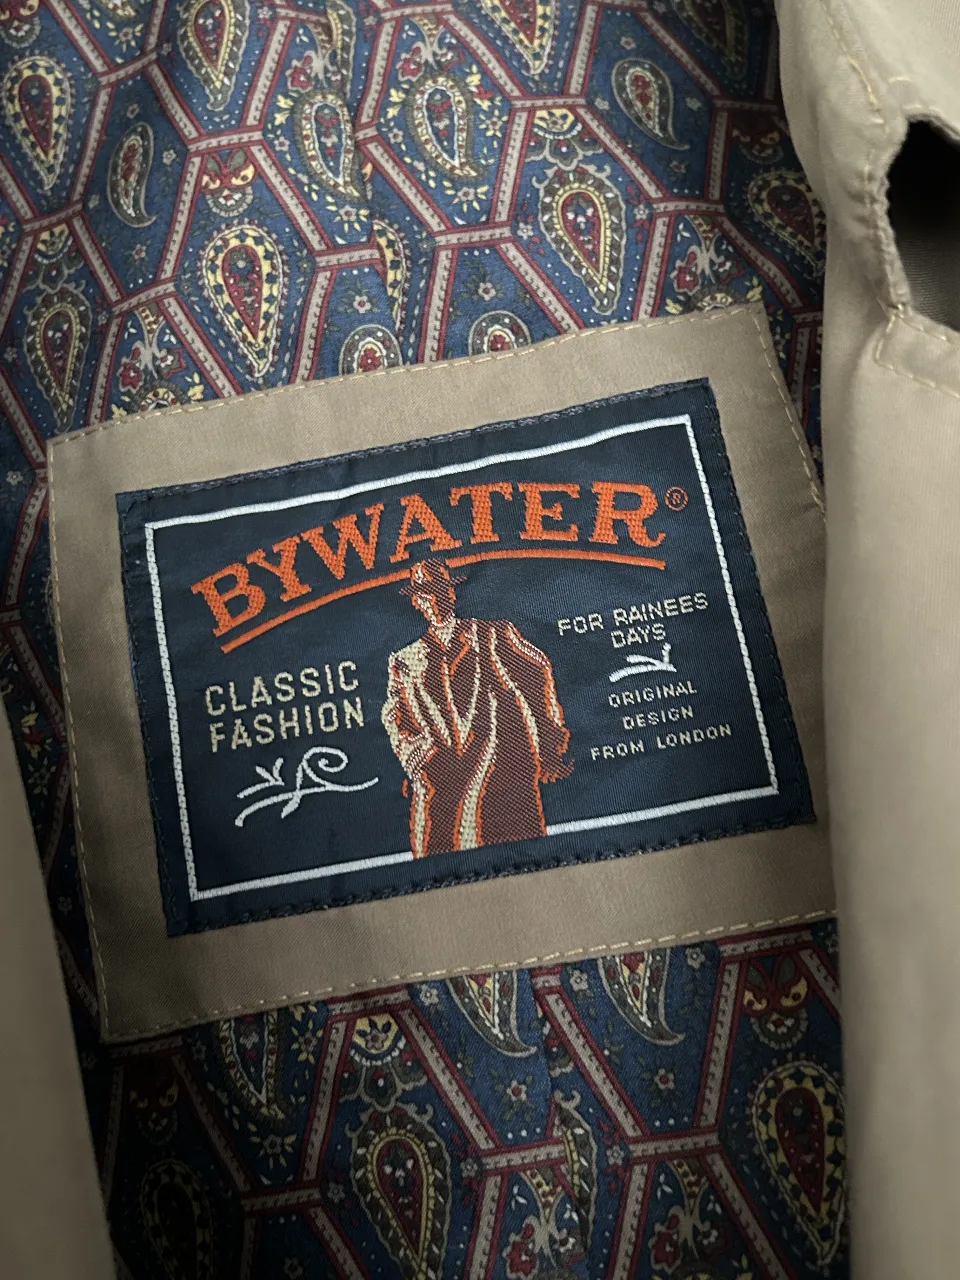 BYWATER®
CLASSIC
FASHION
FOR RAINEES
DAYS
ORIGINAL
DESIGN
FROM LONDON